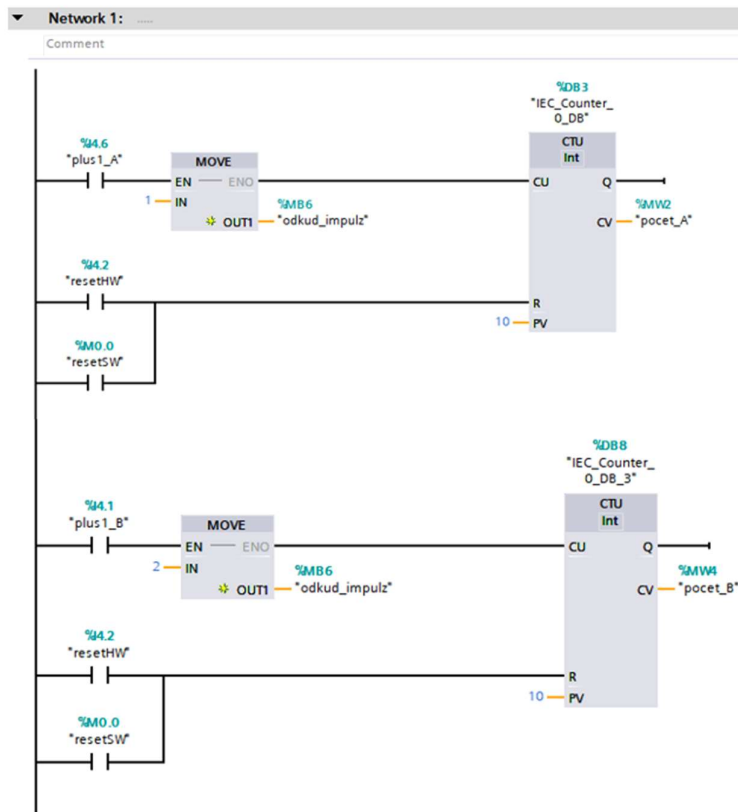 Network 1: .....
Comment
%DB3
"IEC_Counter_
0_DB"
%I4.6
"plus1_A"
MOVE
CTU
Int
EN
ENO
CU
Q
1
IN
%MB6
%MW2
OUT1
"odkud_impulz"
CV
"pocet_A"
%I4.2
"resetHW"
R
10
PV
%M0.0
"resetSW"
%DB8
"IEC_Counter_
0_DB_3"
%I4.1
"plus1_B"
MOVE
CTU
Int
EN
ENO
CU
Q
2
IN
%MB6
%MW4
OUT1
"odkud_impulz"
CV
"pocet_B"
%I4.2
"resetHW"
R
10
PV
%M0.0
"resetSW"